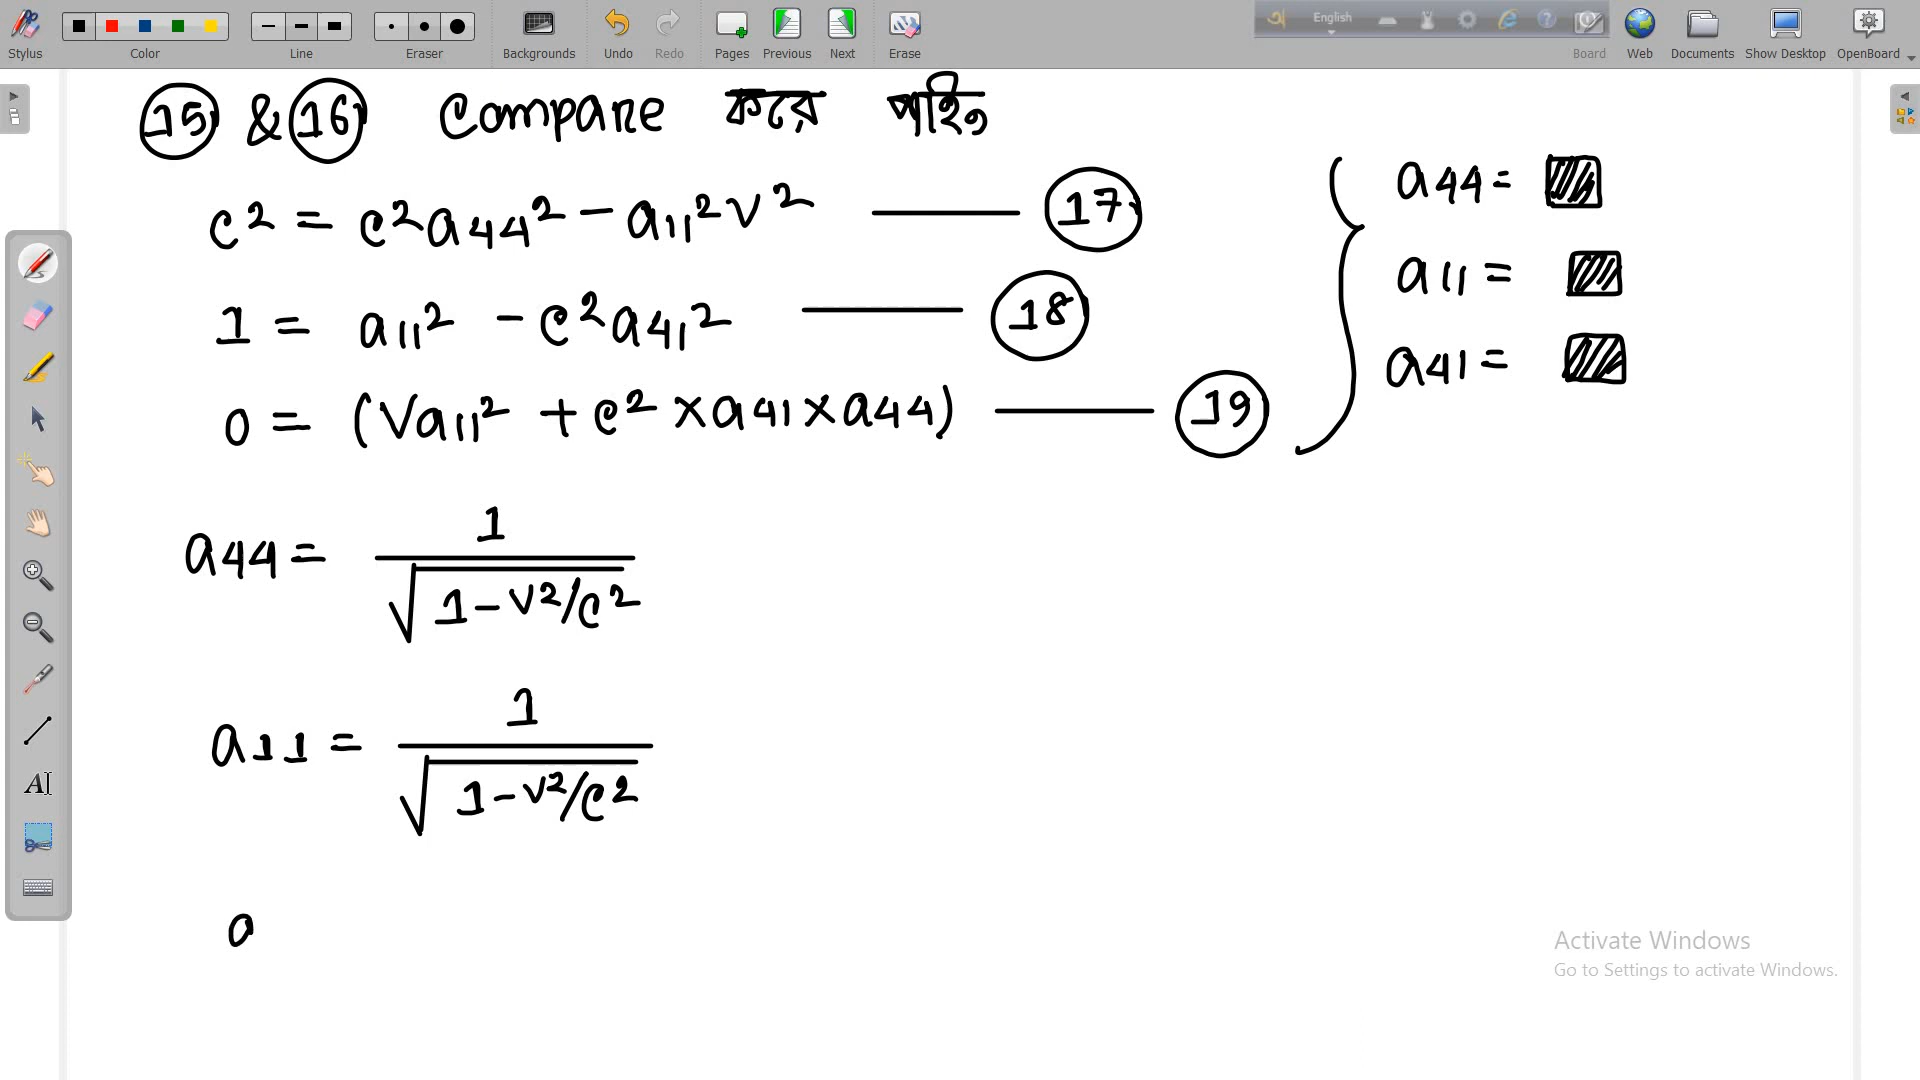 Stylus Color Line Eraser Backgrounds Undo Redo Pages Previous Next Erase English Board Web Documents Show Desktop OpenBoard
15 & 16 Compare করে পাই
c² = c²a44² - a11²v² —— 17
1 = a11² - c²a41² —— 18
0 = (Va11² + c² × a41 × a44) —— 19
a44 =
a11 =
a41 =
a44 = 1 / √1 - v²/c²
a11 = 1 / √1 - v²/c²
a
Activate Windows
Go to Settings to activate Windows.